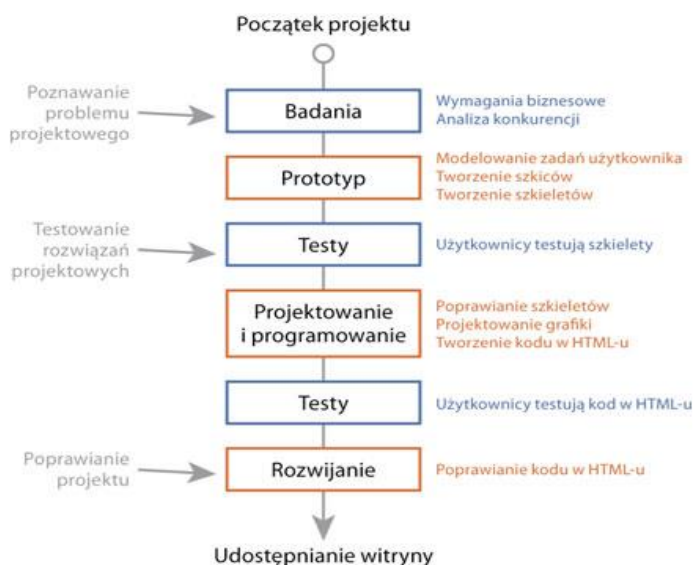 Początek projektu
Poznawanie
problemu
projektowego
Badania
Wymagania biznesowe
Analiza konkurencji
Prototyp
Modelowanie zadań użytkownika
Tworzenie szkiców
Tworzenie szkieletów
Testowanie
rozwiązań
projektowych
Testy
Użytkownicy testują szkielety
Projektowanie
i programowanie
Poprawianie szkieletów
Projektowanie grafiki
Tworzenie kodu w HTML-u
Testy
Użytkownicy testują kod w HTML-u
Poprawianie
projektu
Rozwijanie
Poprawianie kodu w HTML-u
Udostępnianie witryny